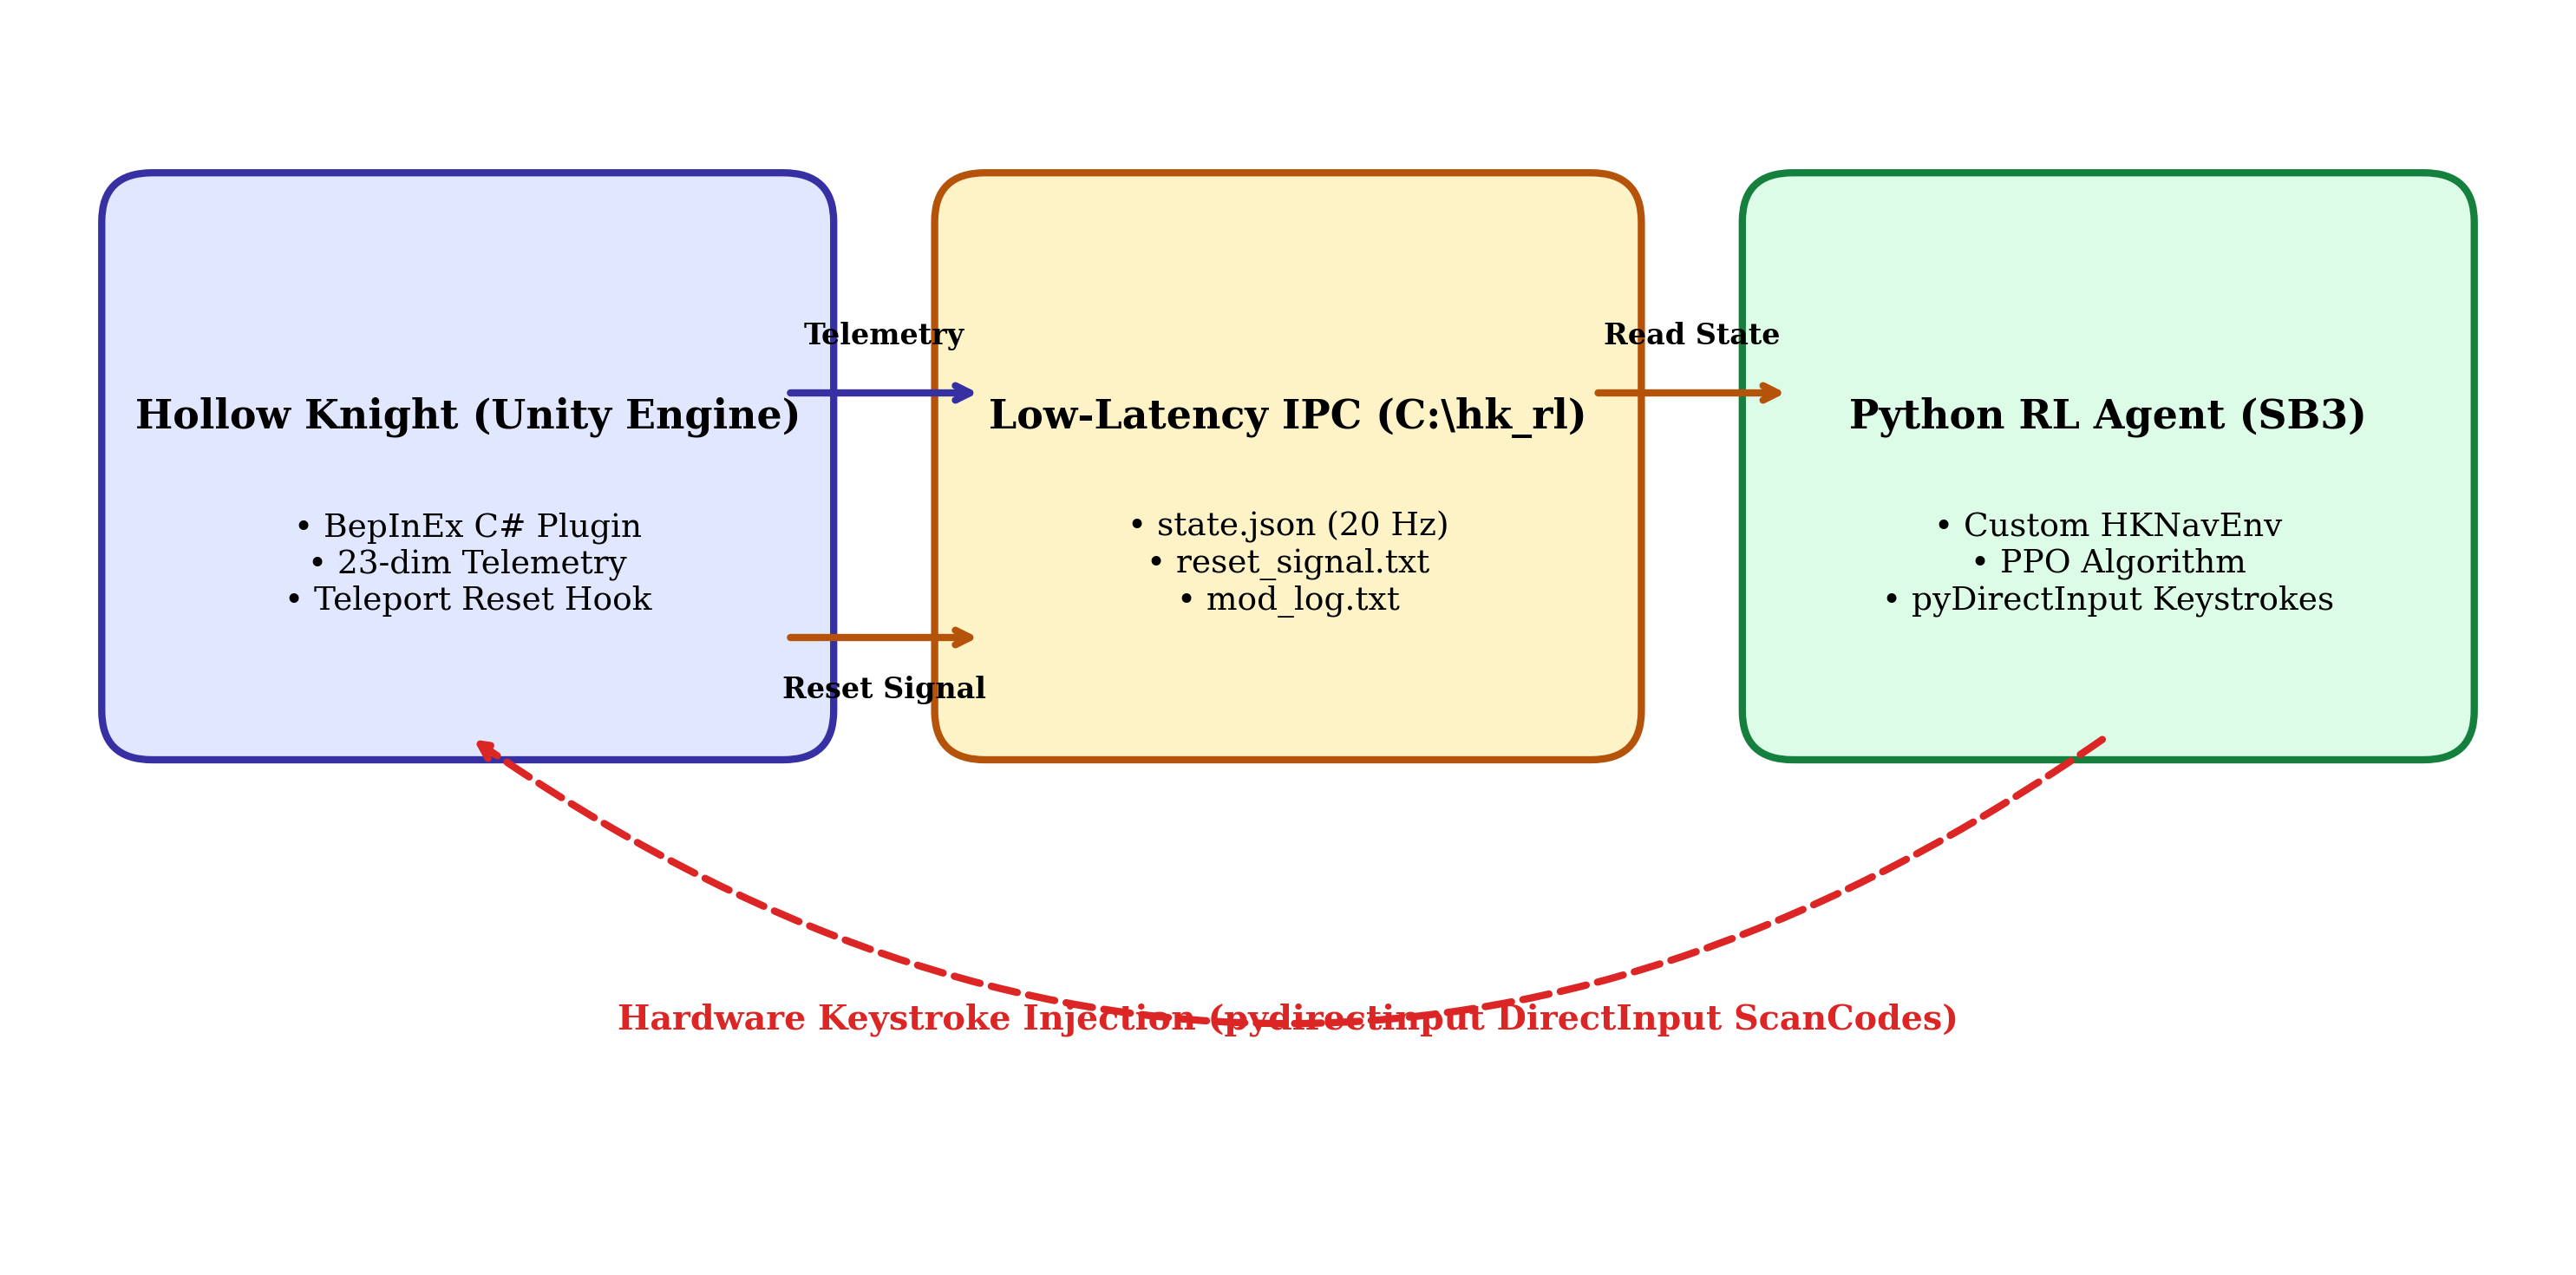 Telemetry
Read State
Hollow Knight (Unity Engine)
• BepInEx C# Plugin
• 23-dim Telemetry
• Teleport Reset Hook
Low-Latency IPC (C:\hk_rl)
• state.json (20 Hz)
• reset_signal.txt
• mod_log.txt
Python RL Agent (SB3)
• Custom HKNavEnv
• PPO Algorithm
• pyDirectInput Keystrokes
Reset Signal
Hardware Keystroke Injection (pydirectinput DirectInput ScanCodes)